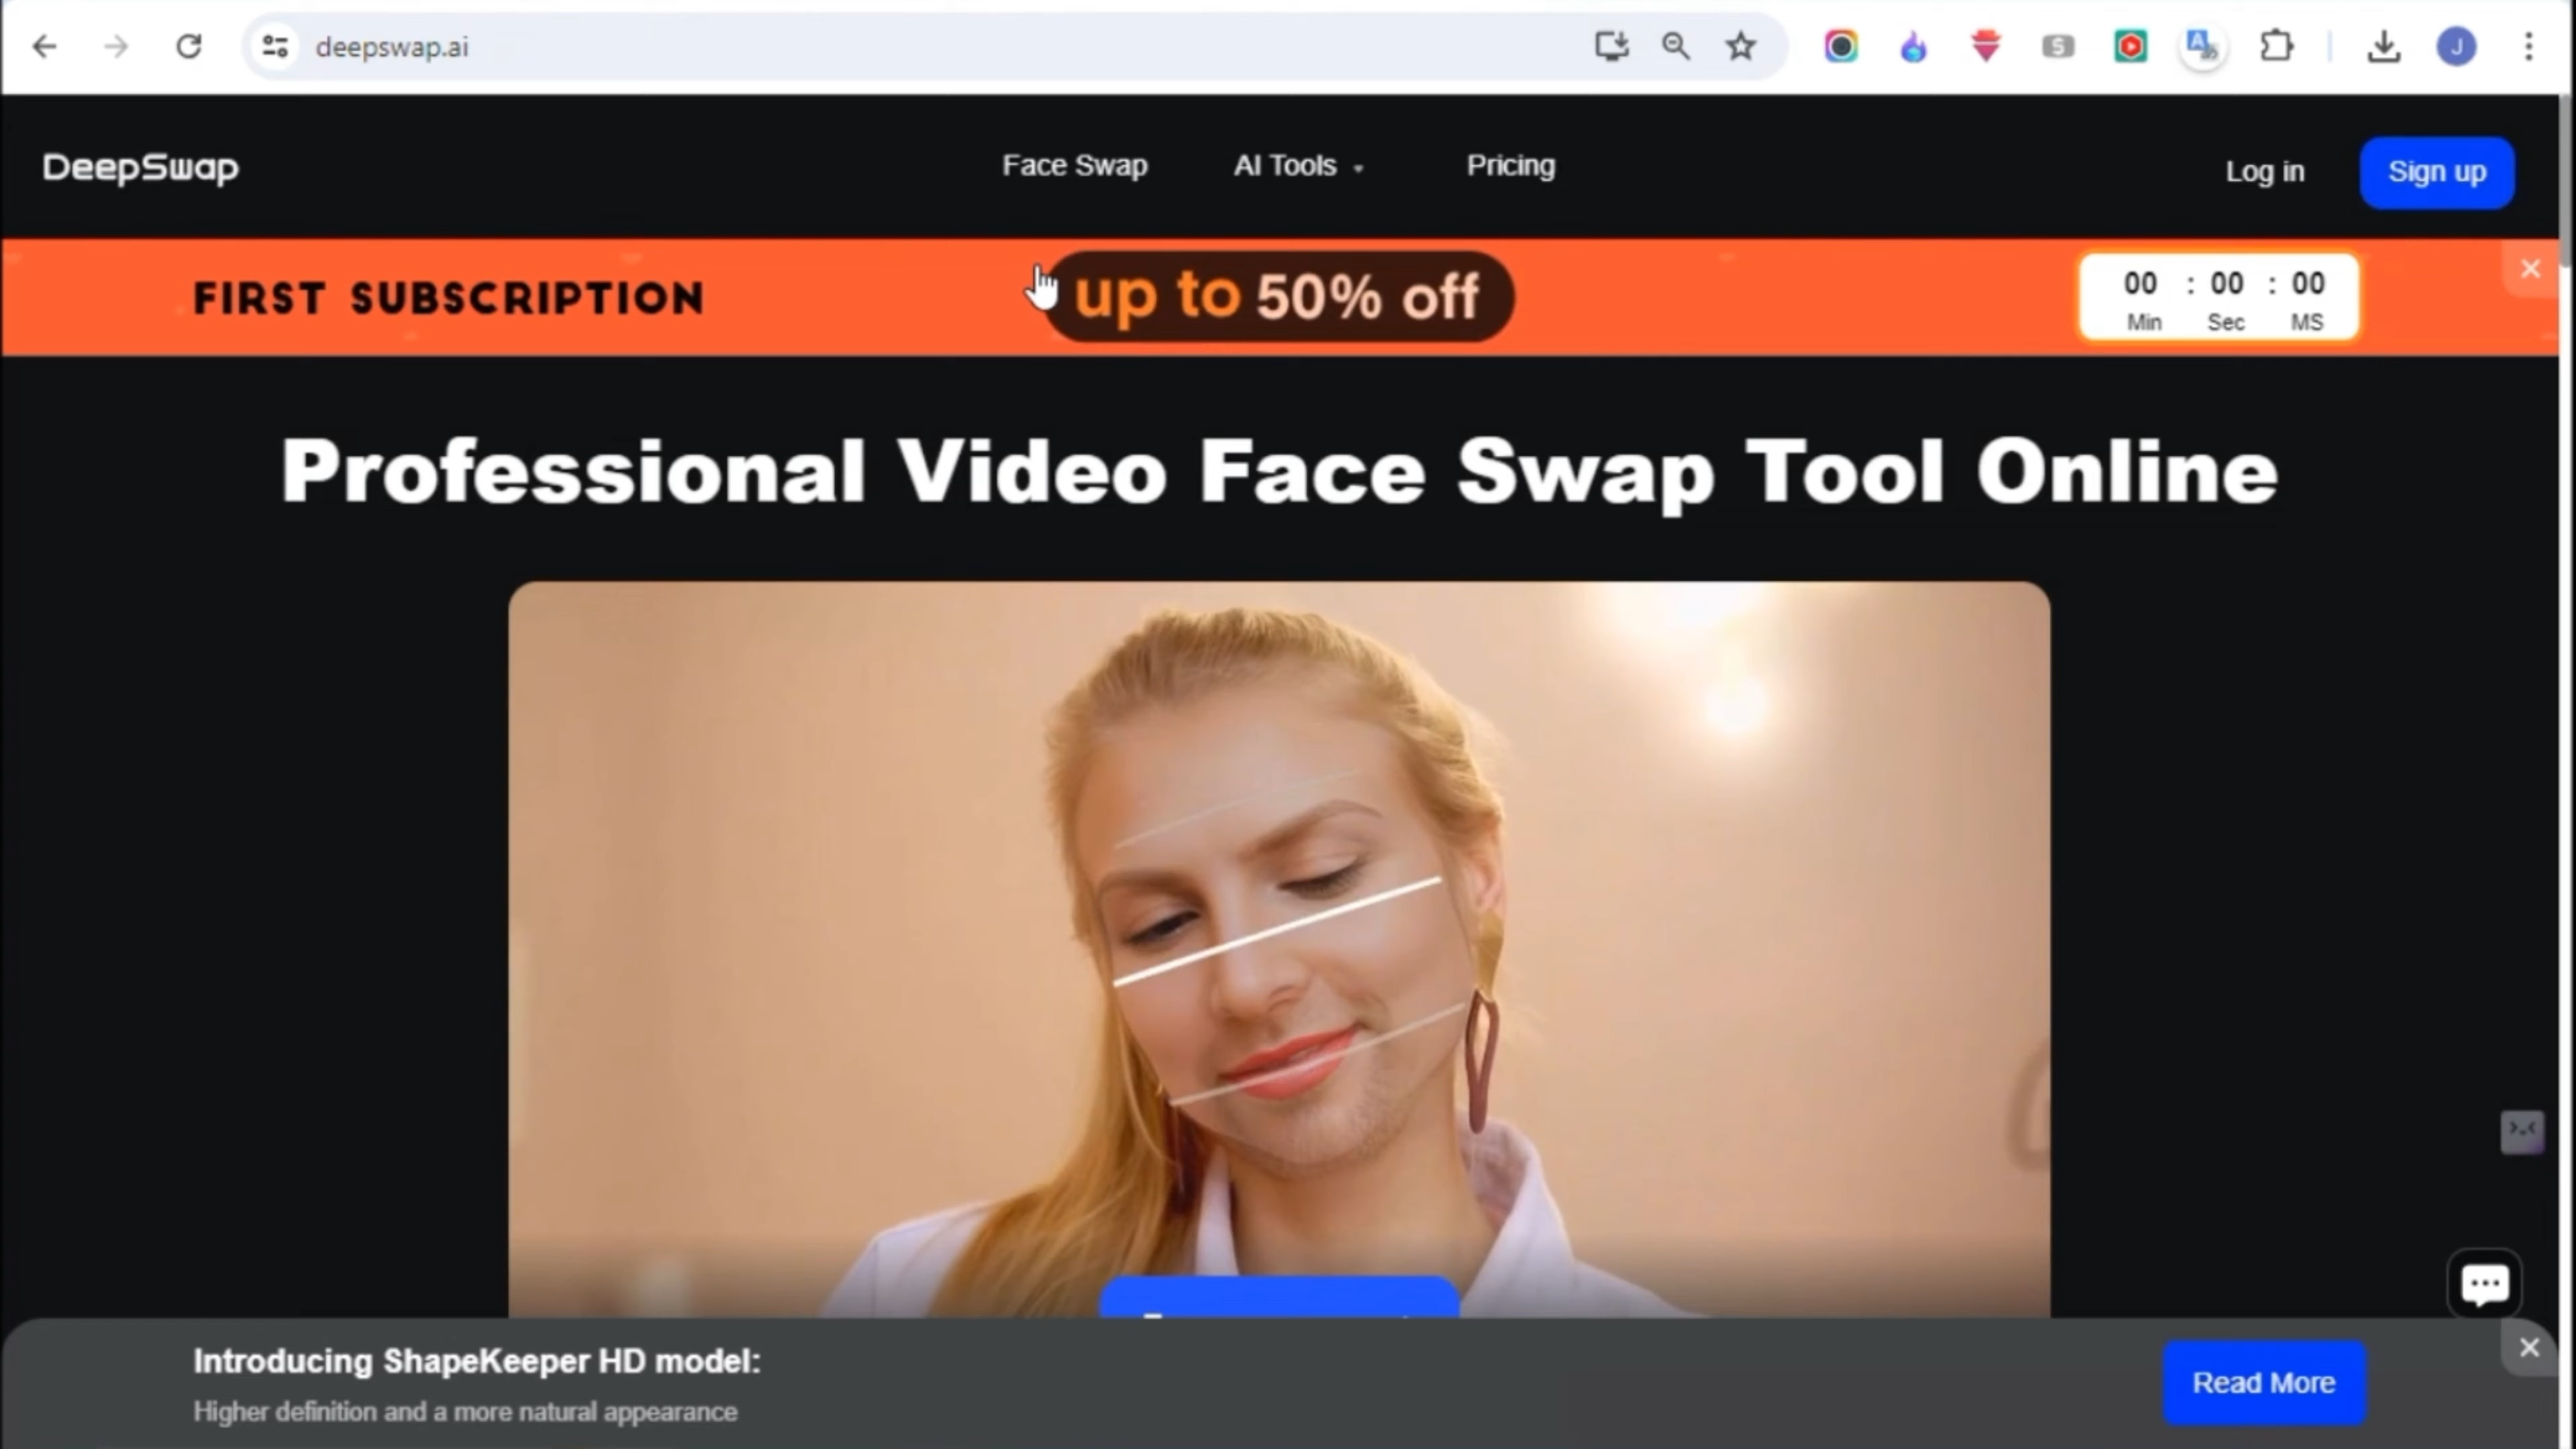 deepswap.ai
DeepSwap
Face Swap
AI Tools
Pricing
Log in
Sign up
FIRST SUBSCRIPTION
up to 50% off
00 : 00 : 00
Min Sec MS
Professional Video Face Swap Tool Online
Introducing ShapeKeeper HD model:
Higher definition and a more natural appearance
Read More